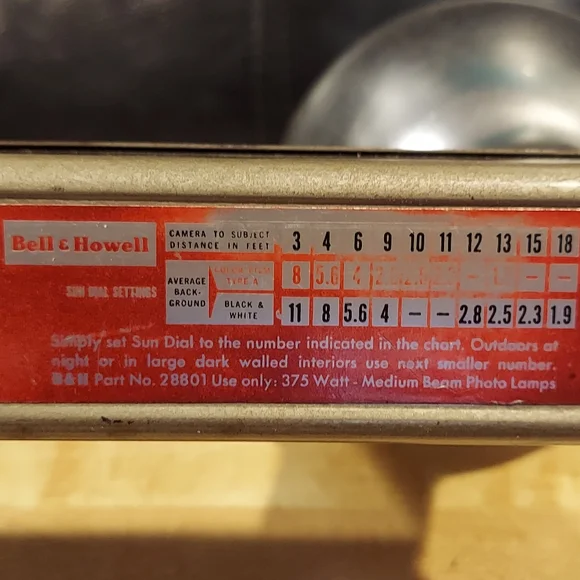 Bell & Howell
CAMERA TO SUBJECT DISTANCE IN FEET 3 4 6 9 10 11 12 13 15 18
SUN DIAL SETTINGS
AVERAGE BACK-GROUND
COLOR FILM TYPE A 8 5.6 4 – –
BLACK & WHITE 11 8 5.6 4 – – 2.8 2.5 2.3 1.9
Simply set Sun Dial to the number indicated in the chart. Outdoors at
night or in large dark walled interiors use next smaller number.
B&H Part No. 28801 Use only: 375 Watt - Medium Beam Photo Lamps